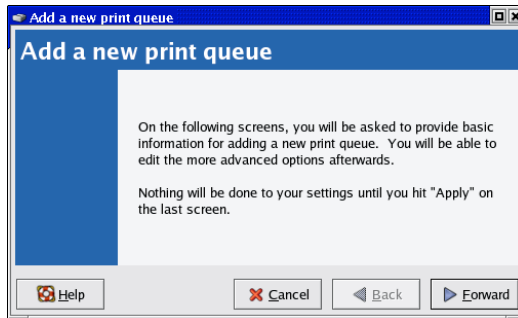 Add a new print queue
Add a new print queue
On the following screens, you will be asked to provide basic
information for adding a new print queue.  You will be able to
edit the more advanced options afterwards.
Nothing will be done to your settings until you hit "Apply" on
the last screen.
Help Cancel Back Forward